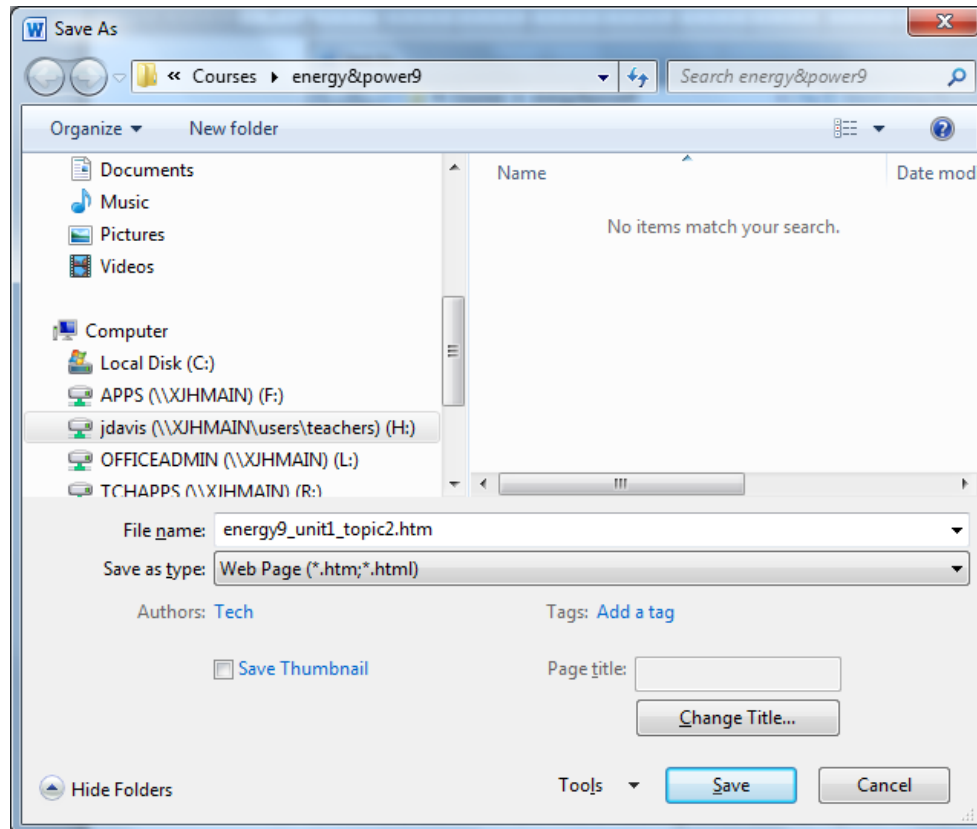 W Save As
« Courses energy&power9 Search energy&power9
Organize New folder
Documents
Music
Pictures
Videos
Computer
Local Disk (C:)
APPS (\\XJHMAIN) (F:)
jdavis (\\XJHMAIN\users\teachers) (H:)
OFFICEADMIN (\\XJHMAIN) (L:)
TCHAPPS (\\XJHMAIN) (R:)
Name Date mod
No items match your search.
File name: energy9_unit1_topic2.htm
Save as type: Web Page (*.htm;*.html)
Authors: Tech Tags: Add a tag
Save Thumbnail Page title:
Change Title...
Hide Folders Tools Save Cancel